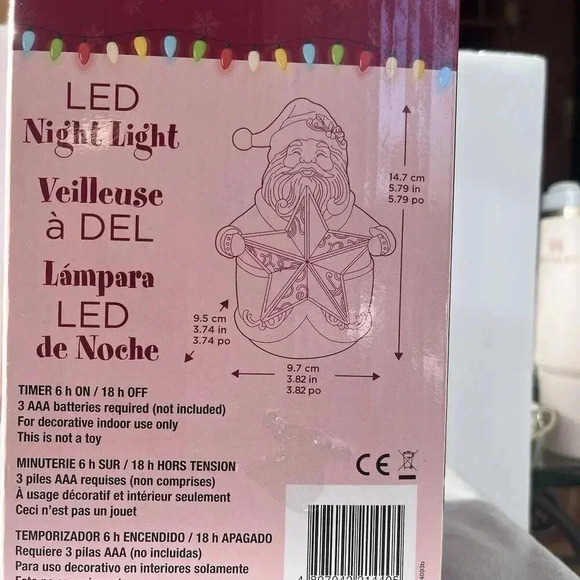 LED
Night Light
Veilleuse
à DEL
Lámpara
LED
de Noche
14.7 cm
5.79 in
5.79 po
9.5 cm
3.74 in
3.74 po
9.7 cm
3.82 in
3.82 po
TIMER 6 h ON / 18 h OFF
3 AAA batteries required (not included)
For decorative indoor use only
This is not a toy
MINUTERIE 6 h SUR / 18 h HORS TENSION
3 piles AAA requises (non comprises)
À usage décoratif et intérieur seulement
Ceci n'est pas un jouet
CE
TEMPORIZADOR 6 h ENCENDIDO / 18 h APAGADO
Requiere 3 pilas AAA (no incluidas)
Para uso decorativo en interiores solamente
Esto no